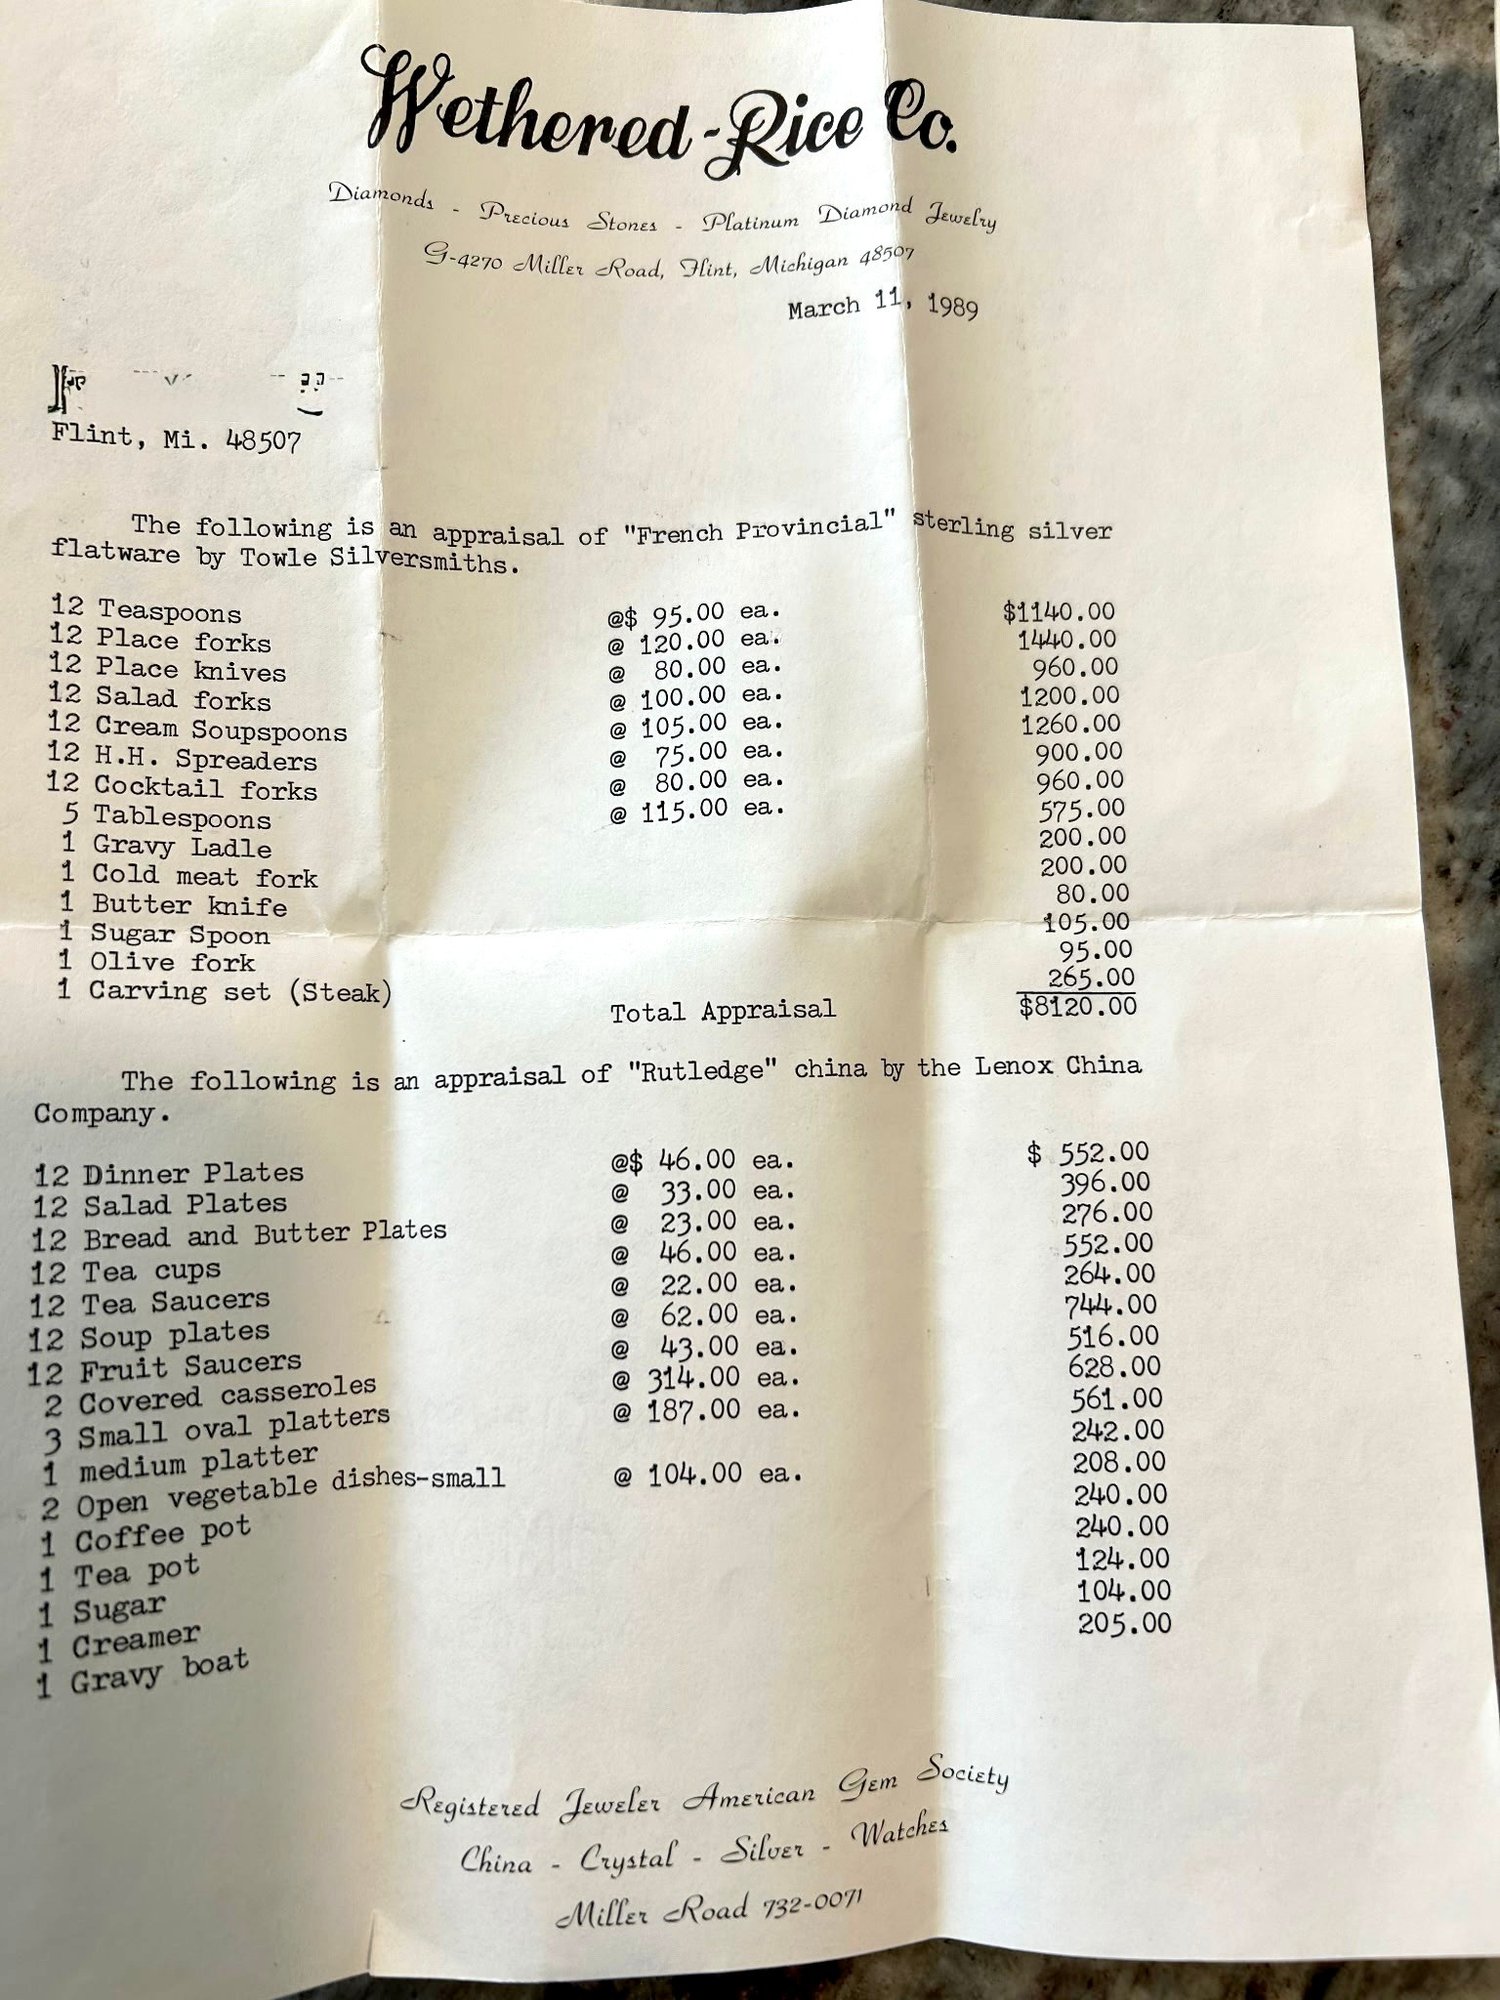 Wethered-Rice Co.
Diamonds - Precious Stones - Platinum Diamond Jewelry
G-4270 Miller Road, Flint, Michigan 48507
March 11, 1989
Flint, Mi. 48507
The following is an appraisal of "French Provincial" sterling silver
flatware by Towle Silversmiths.
12 Teaspoons @$ 95.00 ea. $1140.00
12 Place forks @ 120.00 ea. 1440.00
12 Place knives @ 80.00 ea. 960.00
12 Salad forks @ 100.00 ea. 1200.00
12 Cream Soupspoons @ 105.00 ea. 1260.00
12 H.H. Spreaders @ 75.00 ea. 900.00
12 Cocktail forks @ 80.00 ea. 960.00
5 Tablespoons @ 115.00 ea. 575.00
1 Gravy Ladle 200.00
1 Cold meat fork 200.00
1 Butter knife 80.00
1 Sugar Spoon 105.00
1 Olive fork 95.00
1 Carving set (Steak) 265.00
Total Appraisal $8120.00
The following is an appraisal of "Rutledge" china by the Lenox China
Company.
12 Dinner Plates @$ 46.00 ea. $ 552.00
12 Salad Plates @ 33.00 ea. 396.00
12 Bread and Butter Plates @ 23.00 ea. 276.00
12 Tea cups @ 46.00 ea. 552.00
12 Tea Saucers @ 22.00 ea. 264.00
12 Soup plates @ 62.00 ea. 744.00
12 Fruit Saucers @ 43.00 ea. 516.00
2 Covered casseroles @ 314.00 ea. 628.00
3 Small oval platters @ 187.00 ea. 561.00
1 medium platter 242.00
2 Open vegetable dishes-small @ 104.00 ea. 208.00
1 Coffee pot 240.00
1 Tea pot 240.00
1 Sugar 124.00
1 Creamer 104.00
1 Gravy boat 205.00
Registered Jeweler American Gem Society
China - Crystal - Silver - Watches
Miller Road 732-0071